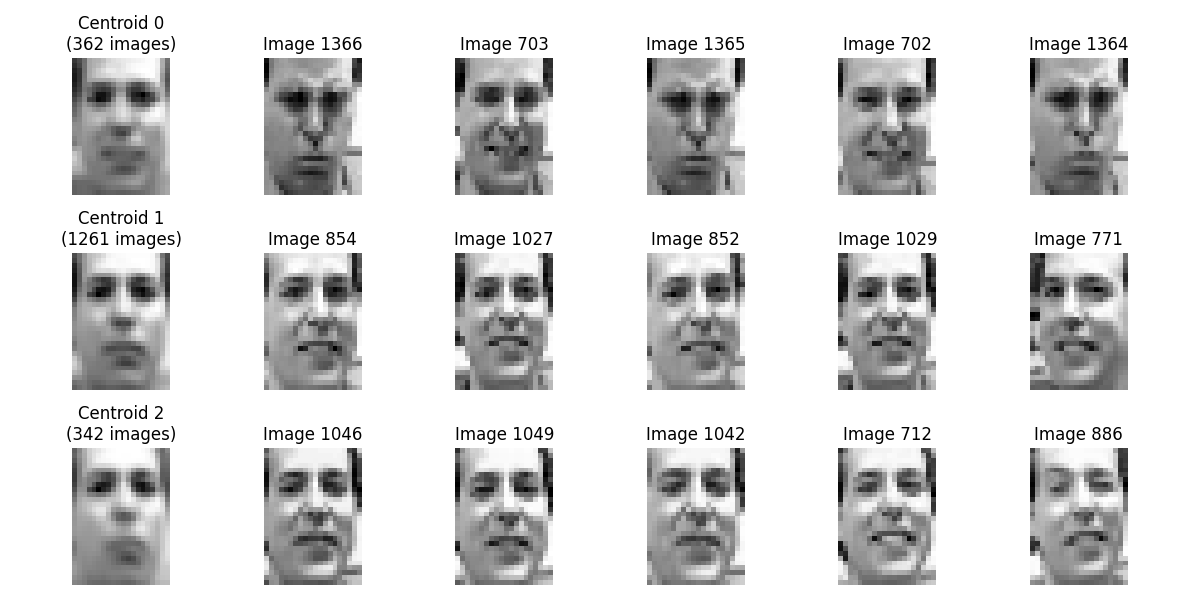 Centroid 0
(362 images)
Image 1366
Image 703
Image 1365
Image 702
Image 1364
Centroid 1
(1261 images)
Image 854
Image 1027
Image 852
Image 1029
Image 771
Centroid 2
(342 images)
Image 1046
Image 1049
Image 1042
Image 712
Image 886